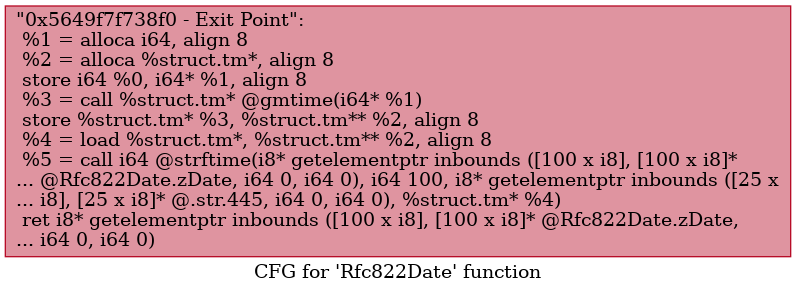 "0x5649f7f738f0 - Exit Point":
%1 = alloca i64, align 8
%2 = alloca %struct.tm*, align 8
store i64 %0, i64* %1, align 8
%3 = call %struct.tm* @gmtime(i64* %1)
store %struct.tm* %3, %struct.tm** %2, align 8
%4 = load %struct.tm*, %struct.tm** %2, align 8
%5 = call i64 @strftime(i8* getelementptr inbounds ([100 x i8], [100 x i8]*
... @Rfc822Date.zDate, i64 0, i64 0), i64 100, i8* getelementptr inbounds ([25 x
... i8], [25 x i8]* @.str.445, i64 0, i64 0), %struct.tm* %4)
ret i8* getelementptr inbounds ([100 x i8], [100 x i8]* @Rfc822Date.zDate,
... i64 0, i64 0)
CFG for 'Rfc822Date' function